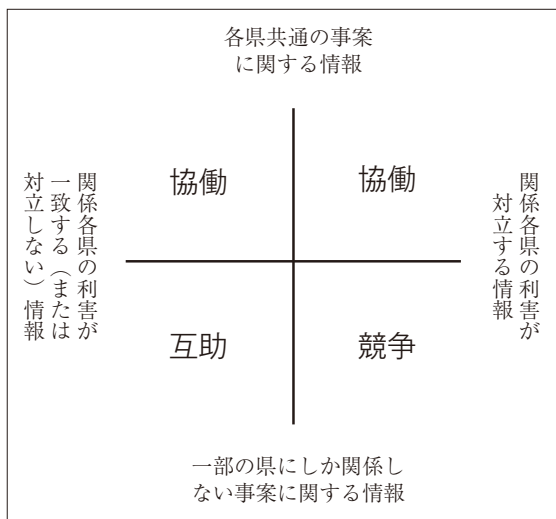 各県共通の事案
に関する情報
関係各県の利害が
一致する（または
対立しない）情報
協働
協働
関係各県の利害が
対立する情報
互助
競争
一部の県にしか関係し
ない事案に関する情報